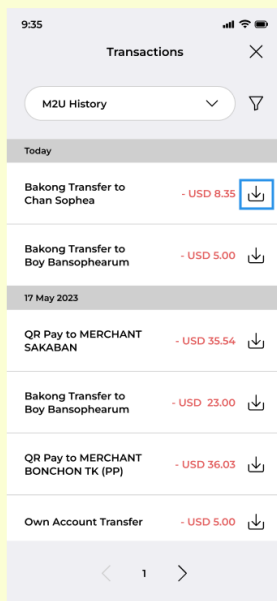 9:35
Transactions
M2U History
Today
Bakong Transfer to
Chan Sophea
- USD 8.35
Bakong Transfer to
Boy Bansophearum
- USD 5.00
17 May 2023
QR Pay to MERCHANT
SAKABAN
- USD 35.54
Bakong Transfer to
Boy Bansophearum
- USD 23.00
QR Pay to MERCHANT
BONCHON TK (PP)
- USD 36.03
Own Account Transfer
- USD 5.00
1